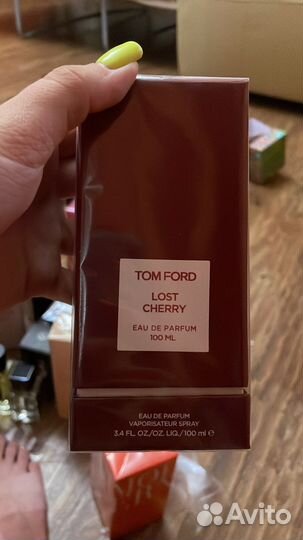 TOM FORD
LOST
CHERRY
EAU DE PARFUM
100 ML
EAU DE PARFUM
VAPORISATEUR SPRAY
3.4 FL. OZ./OZ. LIQ./100 ml e
Avito